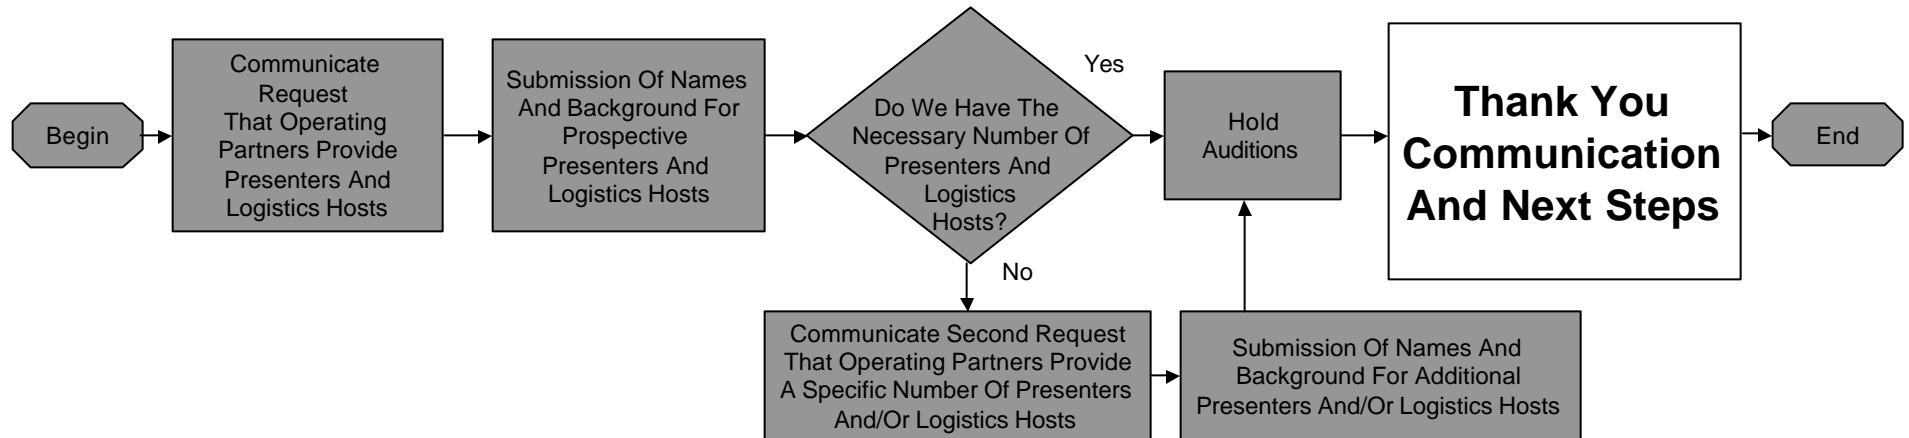 Begin
Communicate
Request
That Operating
Partners Provide
Presenters And
Logistics Hosts
Submission Of Names
And Background For
Prospective
Presenters And
Logistics Hosts
Do We Have The
Necessary Number Of
Presenters And
Logistics
Hosts?
Yes
No
Hold
Auditions
Thank You
Communication
And Next Steps
End
Communicate Second Request
That Operating Partners Provide
A Specific Number Of Presenters
And/Or Logistics Hosts
Submission Of Names And
Background For Additional
Presenters And/Or Logistics Hosts